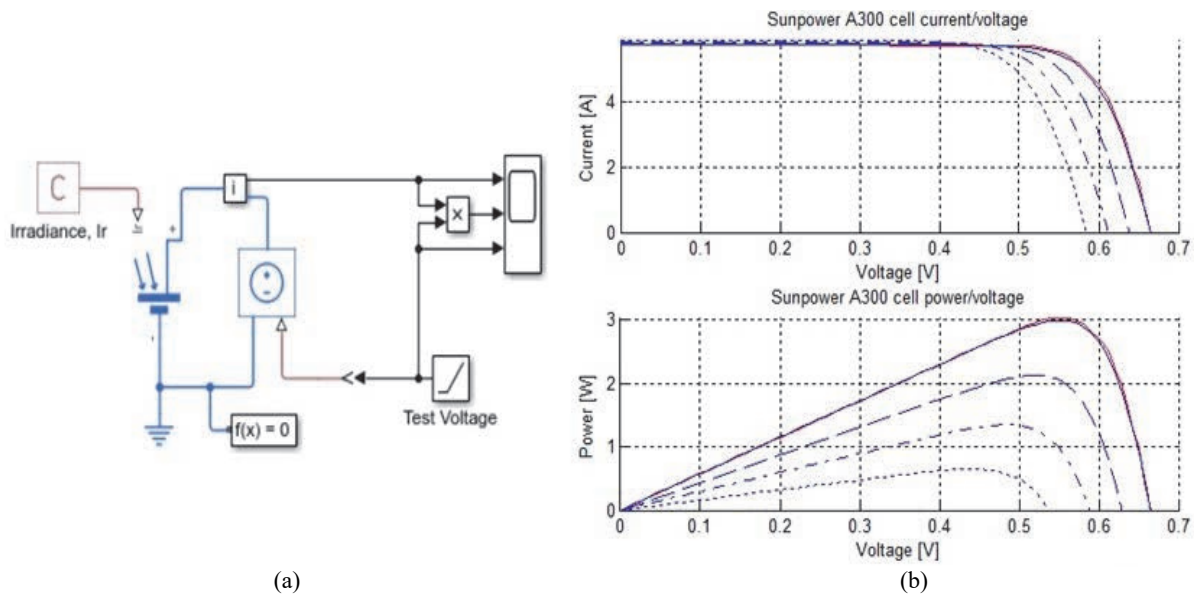 C
Irradiance, Ir
Ir
+
-
i
×
f(x) = 0
Test Voltage
(a)
Sunpower A300 cell current/voltage
Current [A]
4
2
0
0 0.1 0.2 0.3 0.4 0.5 0.6 0.7
Voltage [V]
Sunpower A300 cell power/voltage
Power [W]
3
2
1
0
0 0.1 0.2 0.3 0.4 0.5 0.6 0.7
Voltage [V]
(b)